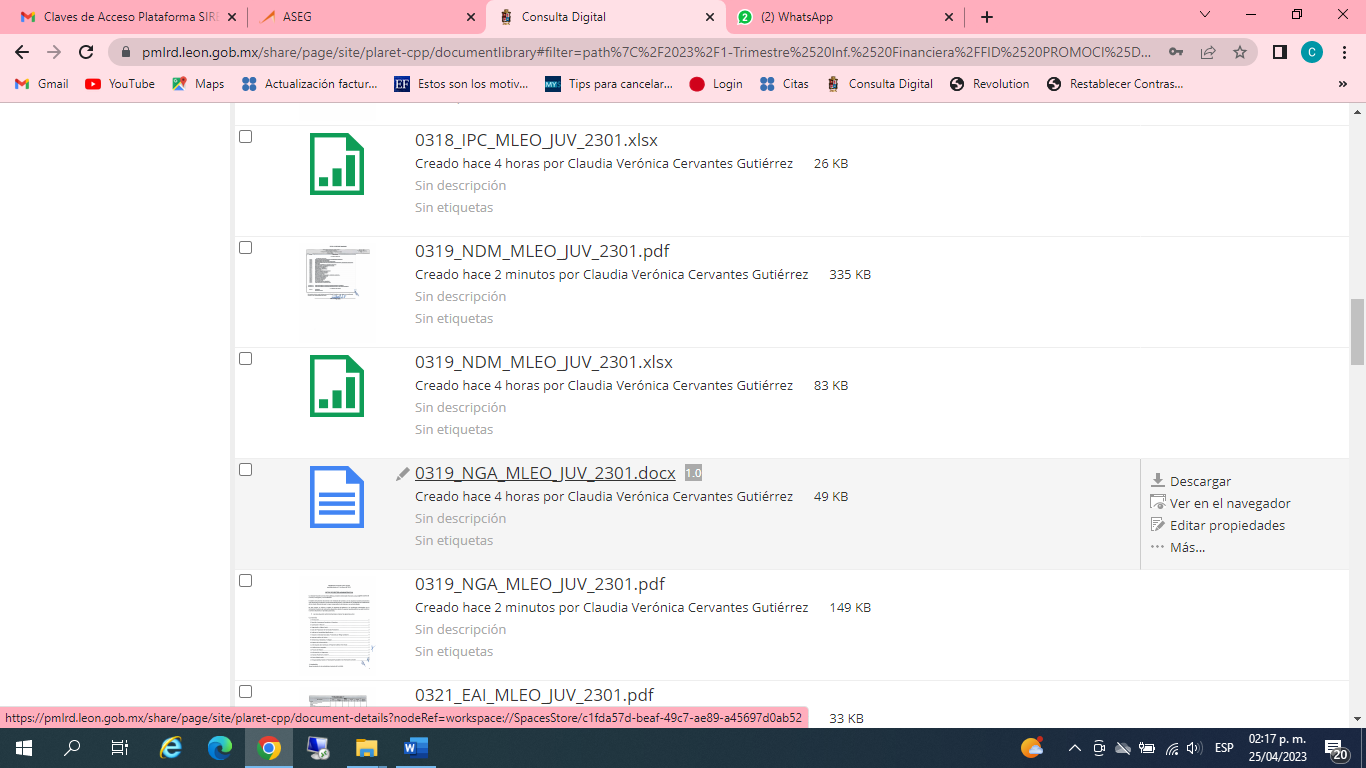 Claves de Acceso Plataforma SIRE
ASEG
Consulta Digital
(2) WhatsApp
pmlrd.leon.gob.mx/share/page/site/plaret-cpp/documentlibrary#filter=path%7C%2F2023%2F1-Trimestre%2520Inf.%2520Financiera%2FFID%2520PROMOCI%25D...
C
Gmail
YouTube
Maps
Actualización factur...
EF
Estos son los motiv...
MY
Tips para cancelar...
Login
Citas
Consulta Digital
Revolution
Restablecer Contras...
»
0318_IPC_MLEO_JUV_2301.xlsx
Creado hace 4 horas por Claudia Verónica Cervantes Gutiérrez 26 KB
Sin descripción
Sin etiquetas
0319_NDM_MLEO_JUV_2301.pdf
Creado hace 2 minutos por Claudia Verónica Cervantes Gutiérrez 335 KB
Sin descripción
Sin etiquetas
0319_NDM_MLEO_JUV_2301.xlsx
Creado hace 4 horas por Claudia Verónica Cervantes Gutiérrez 83 KB
Sin descripción
Sin etiquetas
0319_NGA_MLEO_JUV_2301.docx 1.0
Creado hace 4 horas por Claudia Verónica Cervantes Gutiérrez 49 KB
Sin descripción
Sin etiquetas
Descargar
Ver en el navegador
Editar propiedades
Más...
0319_NGA_MLEO_JUV_2301.pdf
Creado hace 2 minutos por Claudia Verónica Cervantes Gutiérrez 149 KB
Sin descripción
Sin etiquetas
0321_EAI_MLEO_JUV_2301.pdf
33 KB
https://pmlrd.leon.gob.mx/share/page/site/plaret-cpp/document-details?nodeRef=workspace://SpacesStore/c1fda57d-beaf-49c7-ae89-a45697d0ab52
ESP
02:17 p. m.
25/04/2023
20